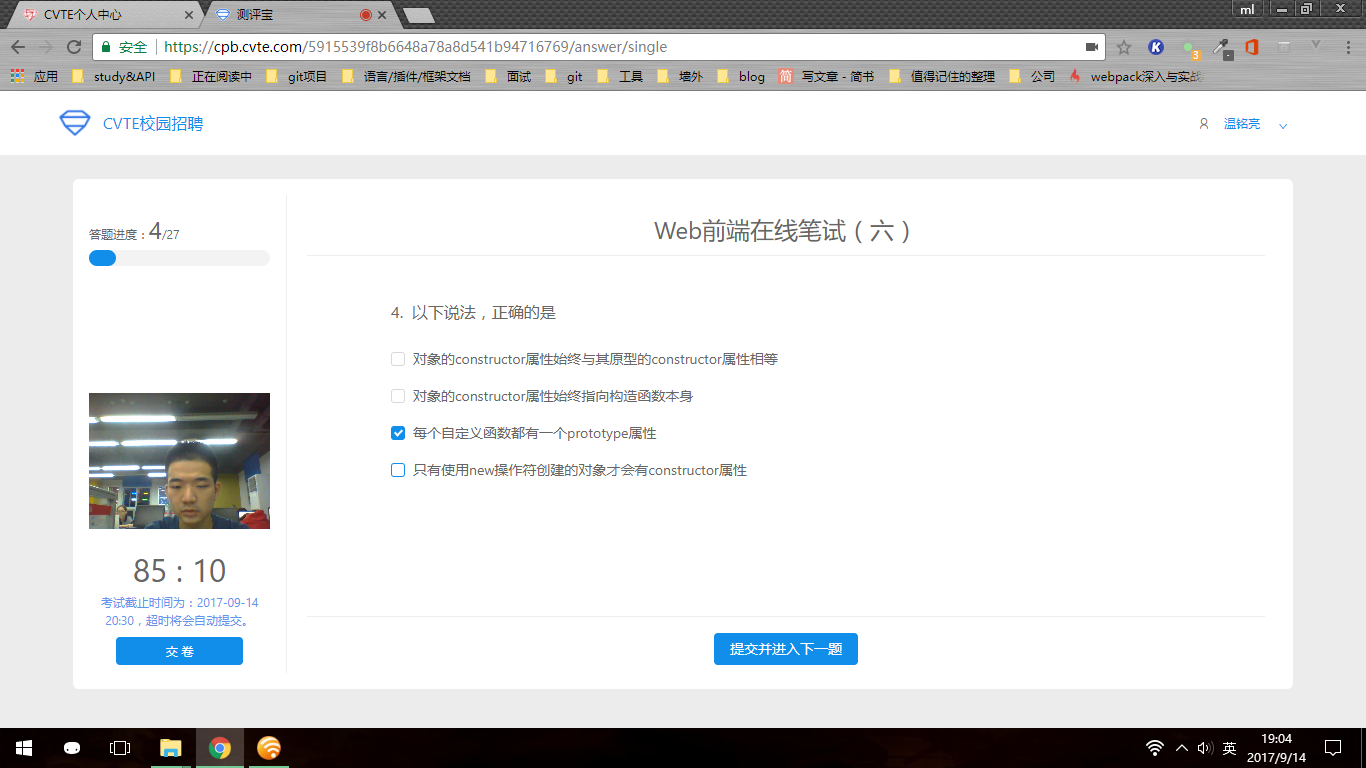 CVTE个人中心
测评宝
ml
安全
https://cpb.cvte.com/5915539f8b6648a78a8d541b94716769/answer/single
K
3
应用
study&API
正在阅读中
git项目
语言/插件/框架文档
面试
git
工具
墙外
blog
简
写文章 - 简书
值得记住的整理
公司
webpack深入与实战
CVTE校园招聘
温铭亮
答题进度：4/27
Web前端在线笔试（六）
4. 以下说法，正确的是
对象的constructor属性始终与其原型的constructor属性相等
对象的constructor属性始终指向构造函数本身
每个自定义函数都有一个prototype属性
只有使用new操作符创建的对象才会有constructor属性
85 : 10
考试截止时间为：2017-09-14
20:30，超时将会自动提交。
交 卷
提交并进入下一题
英
19:04
2017/9/14